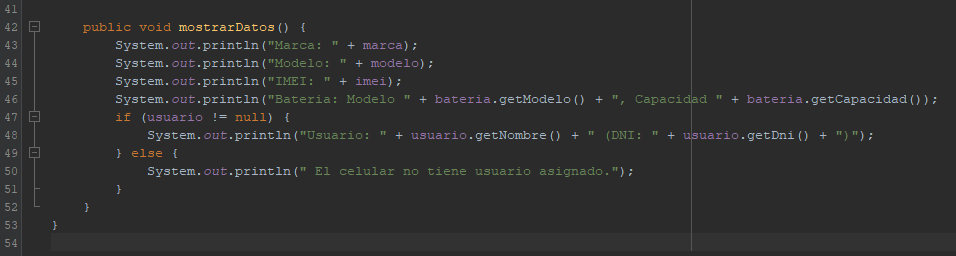 41
42 public void mostrarDatos() {
43 System.out.println("Marca: " + marca);
44 System.out.println("Modelo: " + modelo);
45 System.out.println("IMEI: " + imei);
46 System.out.println("Bateria: Modelo " + bateria.getModelo() + ", Capacidad " + bateria.getCapacidad());
47 if (usuario != null) {
48 System.out.println("Usuario: " + usuario.getNombre() + " (DNI: " + usuario.getDni() + ")");
49 } else {
50 System.out.println(" El celular no tiene usuario asignado.");
51 }
52 }
53 }
54